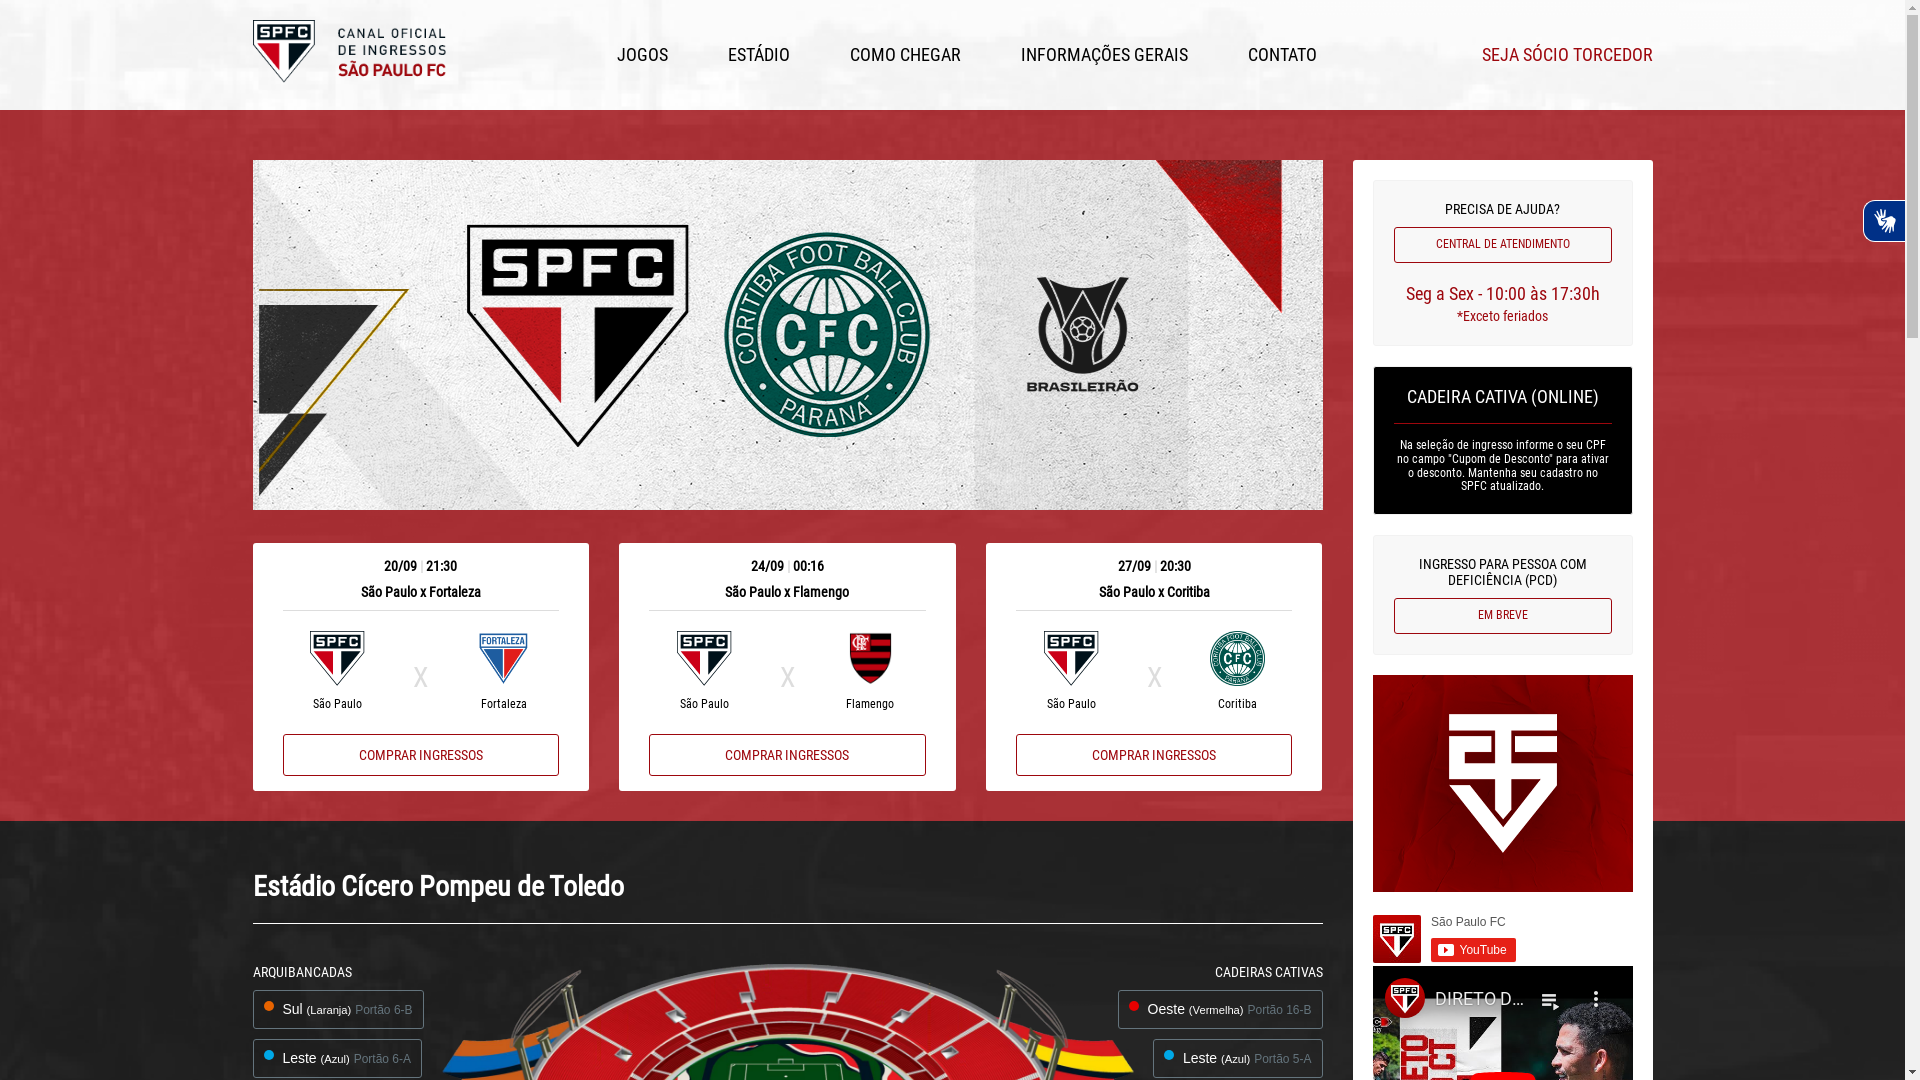 SPFC
CANAL OFICIAL
DE INGRESSOS
SÃO PAULO FC
JOGOS
ESTÁDIO
COMO CHEGAR
INFORMAÇÕES GERAIS
CONTATO
SEJA SÓCIO TORCEDOR
SPFC
CORITIBA FOOT BALL CLUB
CFC
PARANÁ
BRASILEIRÃO
20/09 | 21:30
São Paulo x Fortaleza
SPFC
X
FORTALEZA
São Paulo
Fortaleza
COMPRAR INGRESSOS
24/09 | 00:16
São Paulo x Flamengo
SPFC
X
São Paulo
Flamengo
COMPRAR INGRESSOS
27/09 | 20:30
São Paulo x Coritiba
SPFC
X
CORITIBA FOOT BALL CLUB
CFC
PARANÁ
São Paulo
Coritiba
COMPRAR INGRESSOS
PRECISA DE AJUDA?
CENTRAL DE ATENDIMENTO
Seg a Sex - 10:00 às 17:30h
*Exceto feriados
CADEIRA CATIVA (ONLINE)
Na seleção de ingresso informe o seu CPF
no campo "Cupom de Desconto" para ativar
o desconto. Mantenha seu cadastro no
SPFC atualizado.
INGRESSO PARA PESSOA COM
DEFICIÊNCIA (PCD)
EM BREVE
SPFC
São Paulo FC
YouTube
SPFC
DIRETO D...
Estádio Cícero Pompeu de Toledo
ARQUIBANCADAS
Sul (Laranja) Portão 6-B
Leste (Azul) Portão 6-A
CADEIRAS CATIVAS
Oeste (Vermelha) Portão 16-B
Leste (Azul) Portão 5-A